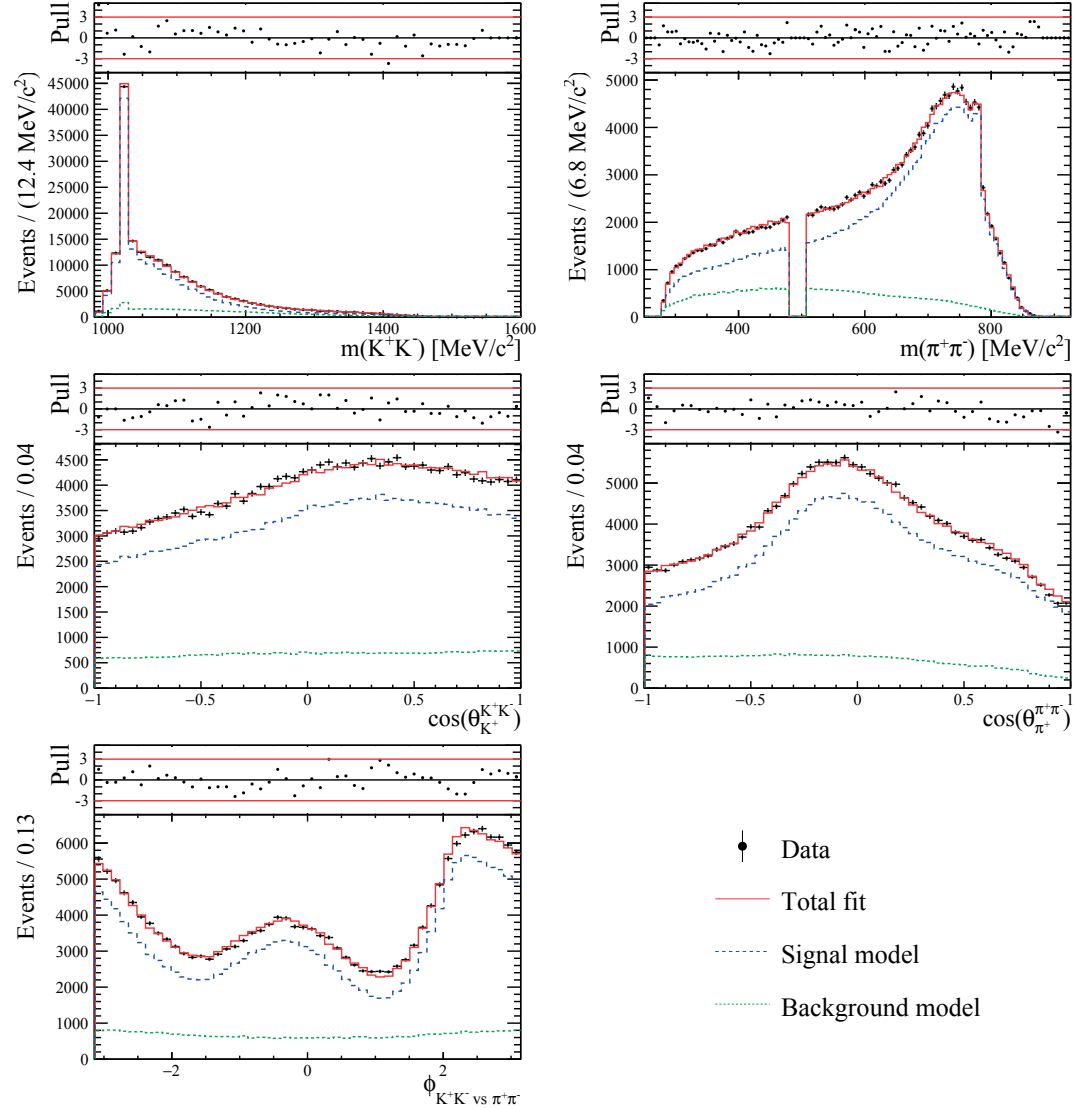 Pull
3
0
−3
Events / (12.4 MeV/c²)
45000
40000
35000
30000
25000
20000
15000
10000
5000
0
1000 1200 1400 1600
m(K⁺K⁻) [MeV/c²]
Pull
3
0
−3
Events / (6.8 MeV/c²)
5000
4000
3000
2000
1000
0
400 600 800
m(π⁺π⁻) [MeV/c²]
Pull
3
0
−3
Events / 0.04
4500
4000
3500
3000
2500
2000
1500
1000
500
0
−1 −0.5 0 0.5 1
cos(θ_K⁺^K⁺K⁻)
Pull
3
0
−3
Events / 0.04
5000
4000
3000
2000
1000
0
−1 −0.5 0 0.5 1
cos(θ_π⁺^π⁺π⁻)
Pull
3
0
−3
Events / 0.13
6000
5000
4000
3000
2000
1000
0
−2 0 2
ϕ K⁺K⁻ vs π⁺π⁻
Data
Total fit
Signal model
Background model